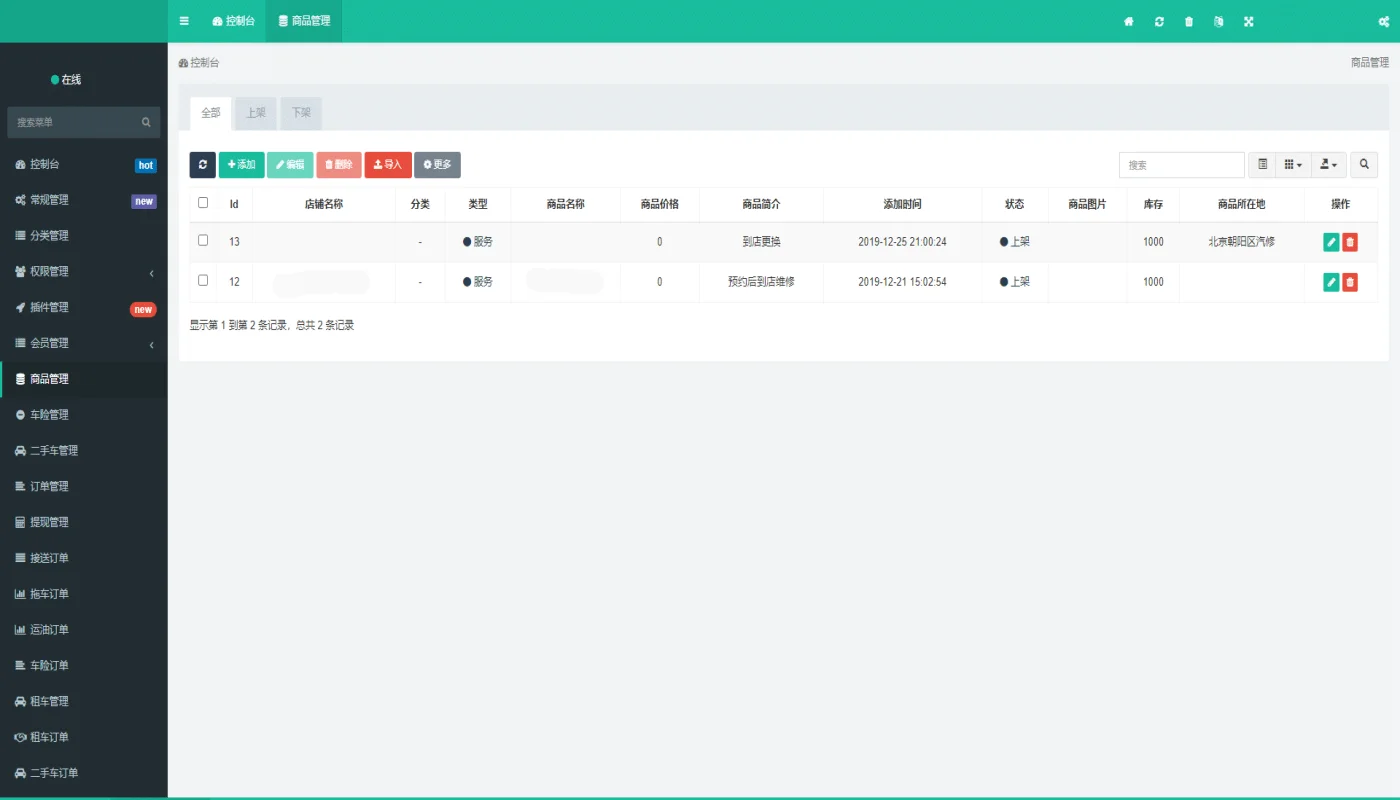 控制台 商品管理
在线
搜索菜单
控制台 hot
常规管理 new
分类管理
权限管理
插件管理 new
会员管理
商品管理
车险管理
二手车管理
订单管理
提现管理
接送订单
拖车订单
运油订单
车险订单
租车管理
租车订单
二手车订单
控制台 商品管理
全部 上架 下架
添加 编辑 删除 导入 更多 搜索
Id 店铺名称 分类 类型 商品名称 商品价格 商品简介 添加时间 状态 商品图片 库存 商品所在地 操作
13 - 服务 0 到店更换 2019-12-25 21:00:24 上架 1000 北京朝阳区汽修
12 - 服务 0 预约后到店维修 2019-12-21 15:02:54 上架 1000
显示第 1 到第 2 条记录，总共 2 条记录